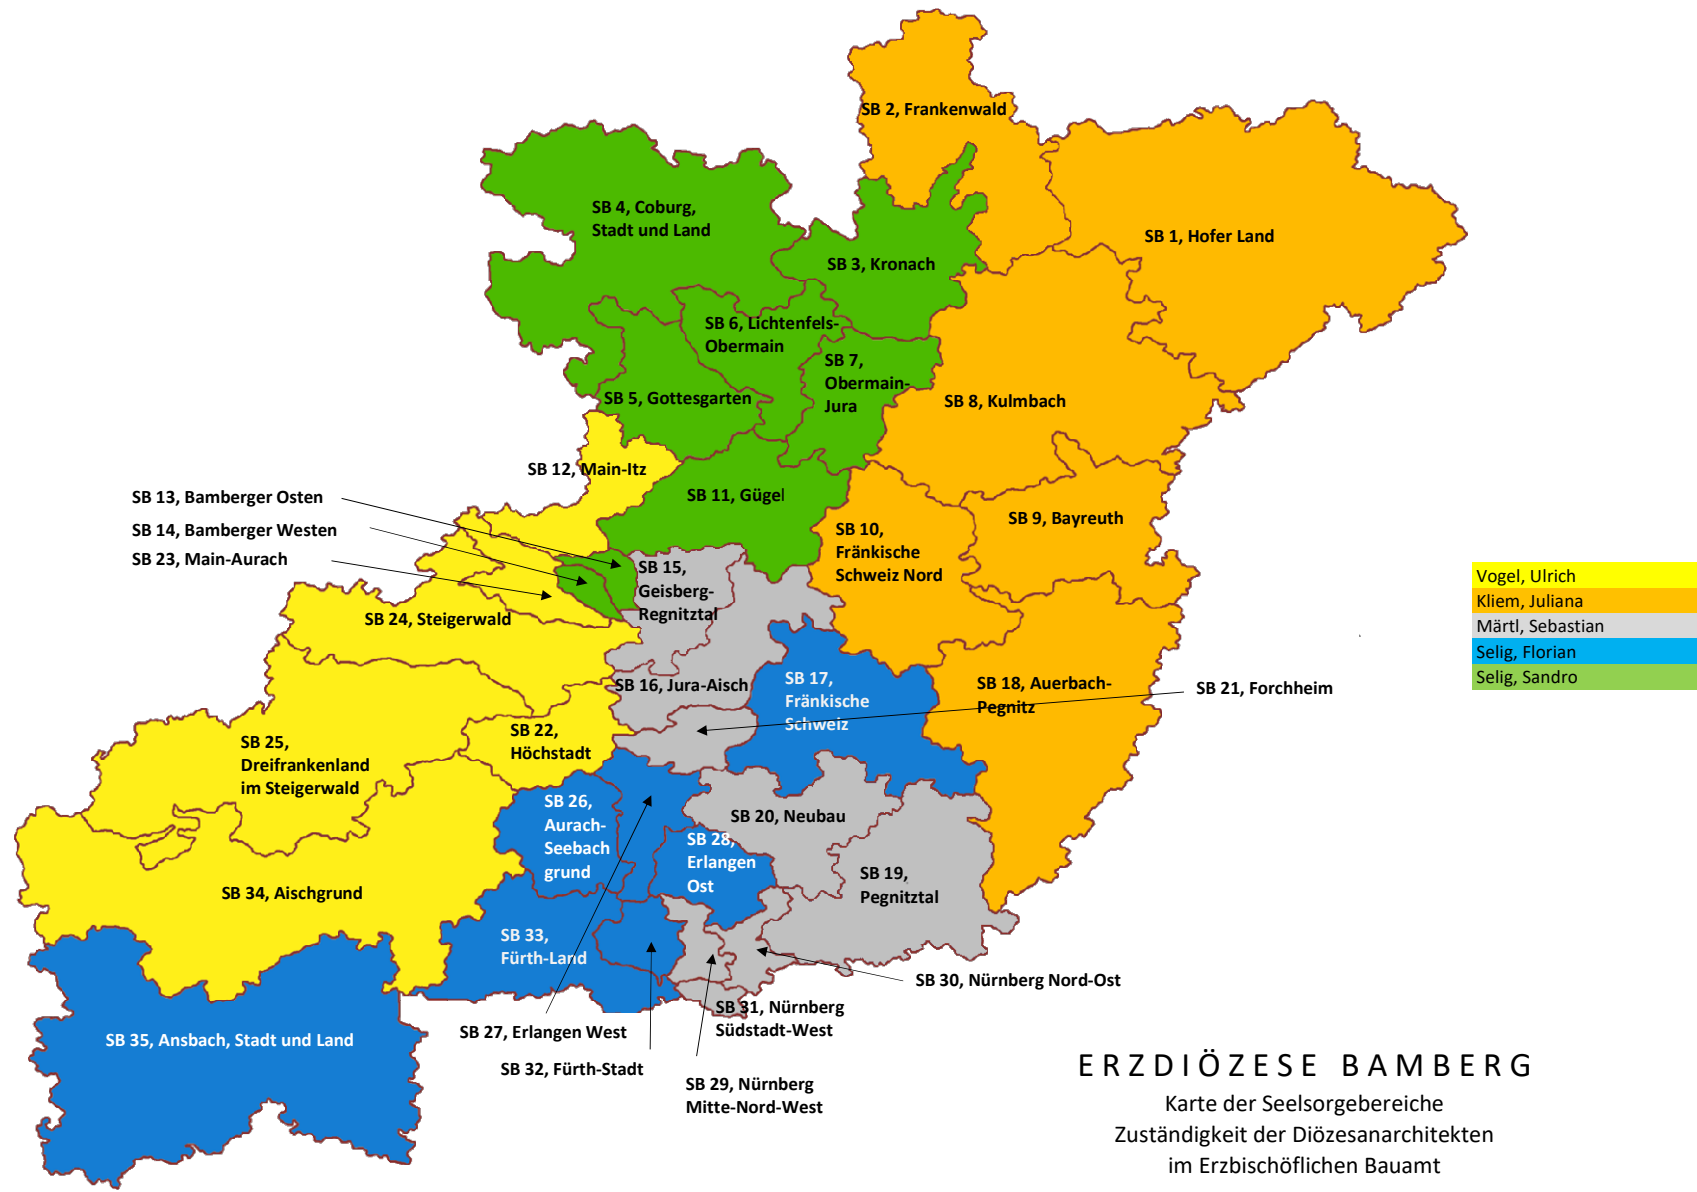 SB 2, Frankenwald
SB 4, Coburg,
Stadt und Land
SB 1, Hofer Land
SB 3, Kronach
SB 6, Lichtenfels-
Obermain
SB 7,
Obermain-
Jura
SB 5, Gottesgarten
SB 8, Kulmbach
SB 12, Main-Itz
SB 13, Bamberger Osten
SB 11, Gügel
SB 14, Bamberger Westen
SB 9, Bayreuth
SB 10,
Fränkische
Schweiz Nord
SB 23, Main-Aurach
SB 15,
Geisberg-
Regnitztal
Vogel, Ulrich
Kliem, Juliana
Märtl, Sebastian
Selig, Florian
Selig, Sandro
SB 24, Steigerwald
SB 16, Jura-Aisch
SB 17,
Fränkische
Schweiz
SB 18, Auerbach-
Pegnitz
SB 21, Forchheim
SB 22,
Höchstadt
SB 25,
Dreifrankenland
im Steigerwald
SB 26,
Aurach-
Seebach
grund
SB 20, Neubau
SB 28,
Erlangen
Ost
SB 19,
Pegnitztal
SB 34, Aischgrund
SB 33,
Fürth-Land
SB 30, Nürnberg Nord-Ost
SB 31, Nürnberg
Südstadt-West
SB 27, Erlangen West
SB 35, Ansbach, Stadt und Land
SB 32, Fürth-Stadt
SB 29, Nürnberg
Mitte-Nord-West
ERZDIÖZESE BAMBERG
Karte der Seelsorgebereiche
Zuständigkeit der Diözesanarchitekten
im Erzbischöflichen Bauamt